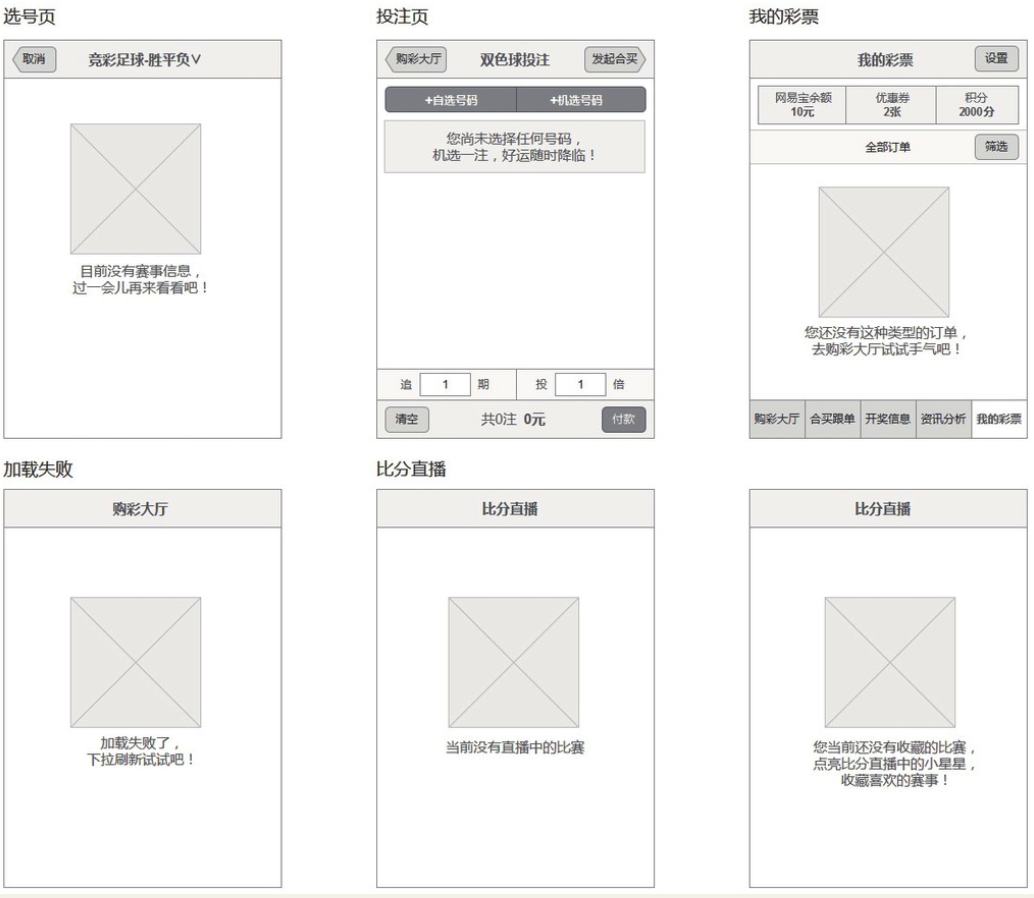 选号页
取消
竞彩足球-胜平负∨
目前没有赛事信息，
过一会儿再来看看吧！
投注页
购彩大厅
双色球投注
发起合买
+自选号码
+机选号码
您尚未选择任何号码，
机选一注，好运随时降临！
追 1 期
投 1 倍
清空
共0注 0元
付款
我的彩票
我的彩票
设置
网易宝余额
10元
优惠券
2张
积分
2000分
全部订单
筛选
您还没有这种类型的订单，
去购彩大厅试试手气吧！
购彩大厅
合买跟单
开奖信息
资讯分析
我的彩票
加载失败
购彩大厅
加载失败了，
下拉刷新试试吧！
比分直播
比分直播
当前没有直播中的比赛
比分直播
您当前还没有收藏的比赛，
点亮比分直播中的小星星，
收藏喜欢的赛事！